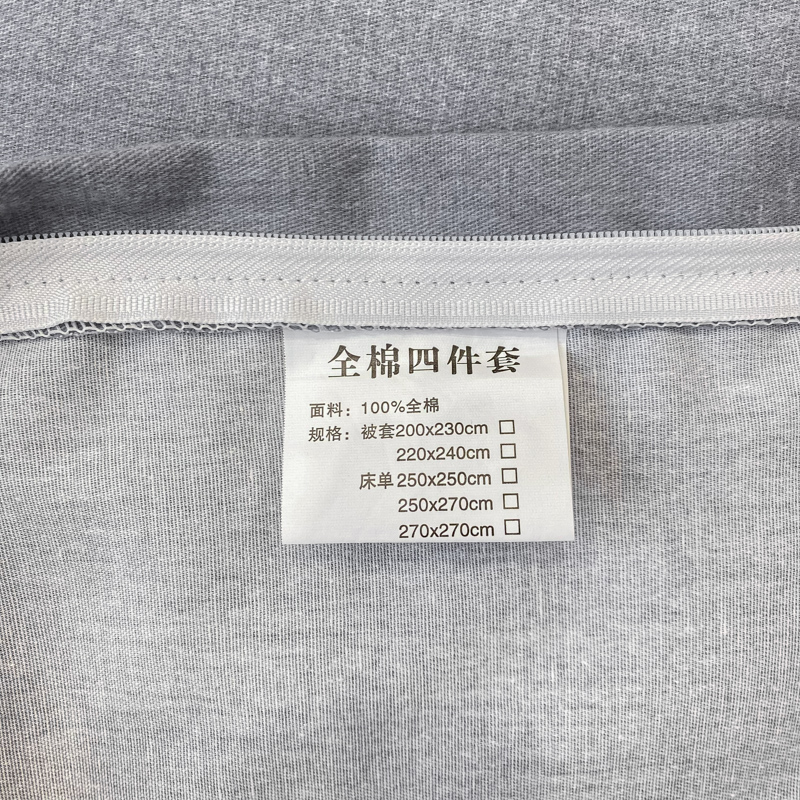 全棉四件套
面料：100%全棉
规格：被套200x230cm □
220x240cm □
床单250x250cm □
250x270cm □
270x270cm □